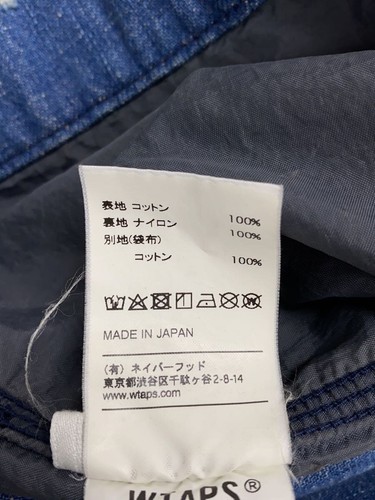 表地 コットン 100%
裏地 ナイロン 100%
別地(袋布)
コットン 100%
MADE IN JAPAN
(有) ネイバーフッド
東京都渋谷区千駄ヶ谷2-8-14
www.wtaps.com
WTAPS®